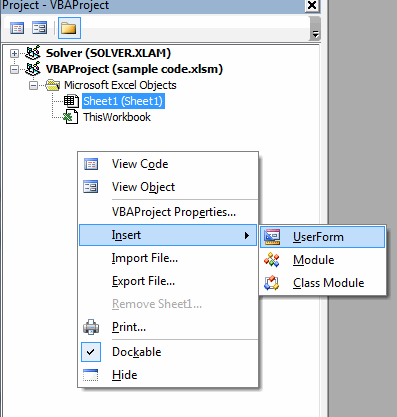 Project - VBAProject
Solver (SOLVER.XLAM)
VBAProject (sample code.xlsm)
Microsoft Excel Objects
Sheet1 (Sheet1)
ThisWorkbook
View Code
View Object
VBAProject Properties...
Insert
UserForm
Import File...
Module
Export File...
Class Module
Remove Sheet1...
Print...
Dockable
Hide